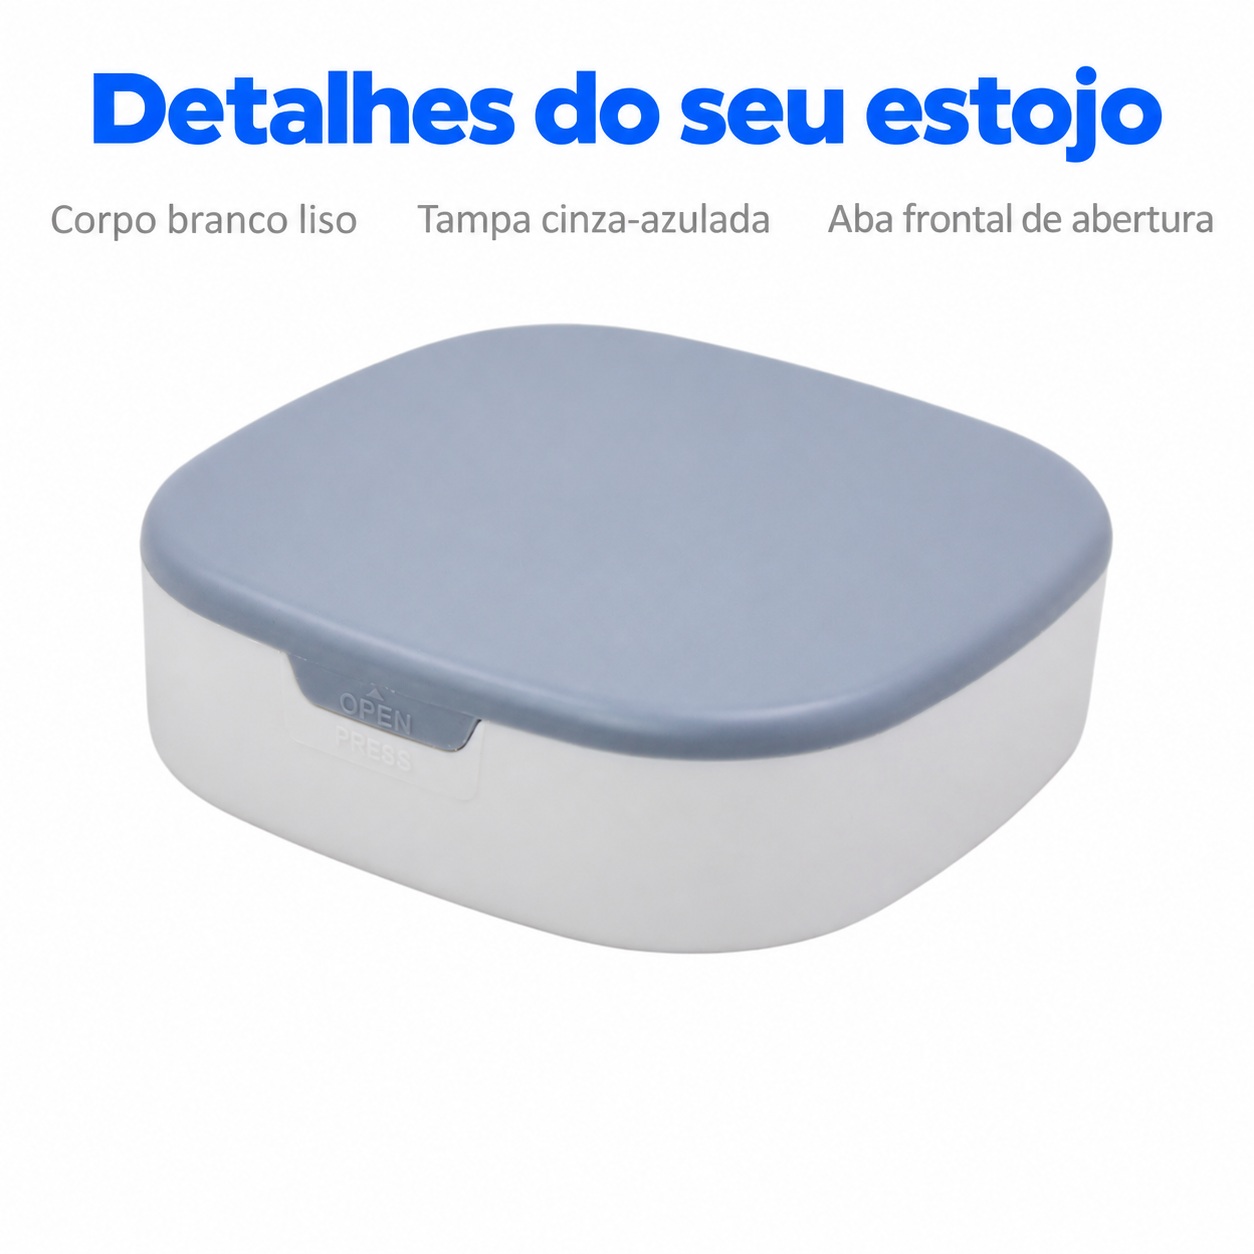 Detalhes do seu estojo
Corpo branco liso Tampa cinza-azulada Aba frontal de abertura
OPEN
PRESS